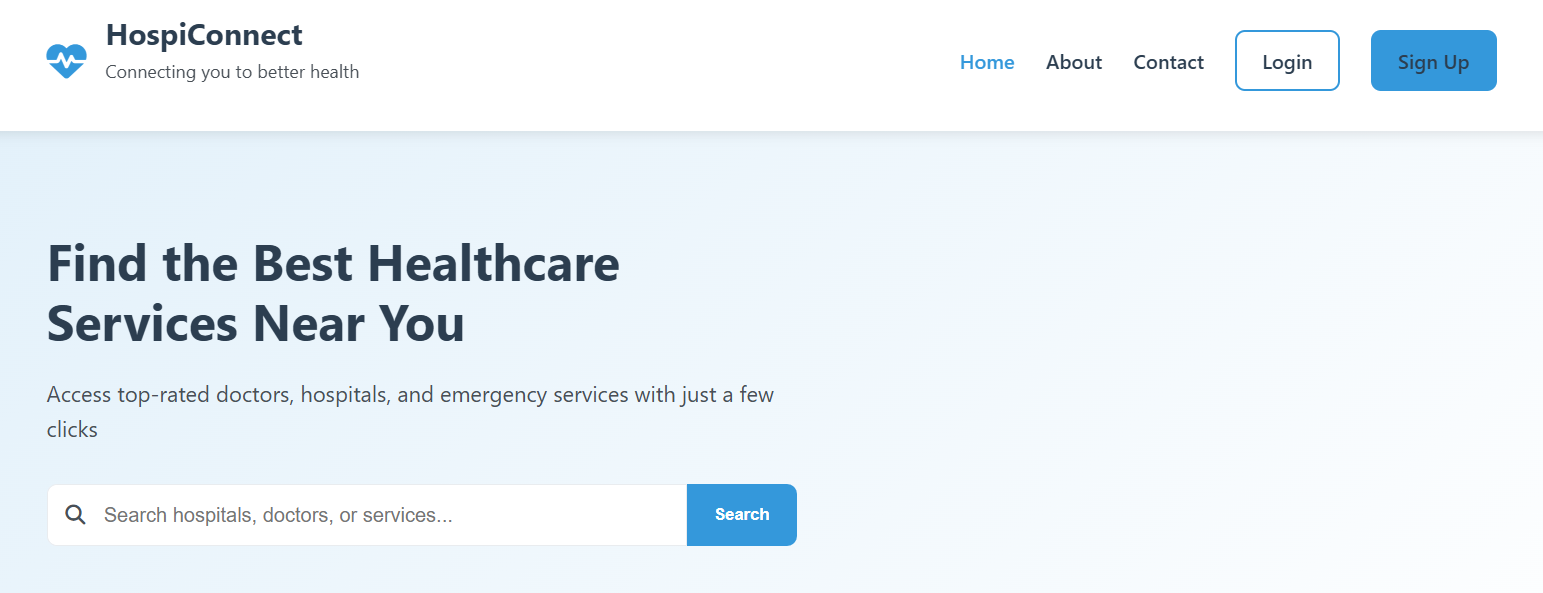 HospiConnect
Connecting you to better health
Home About Contact Login Sign Up
Find the Best Healthcare
Services Near You
Access top-rated doctors, hospitals, and emergency services with just a few
clicks
Search hospitals, doctors, or services... Search